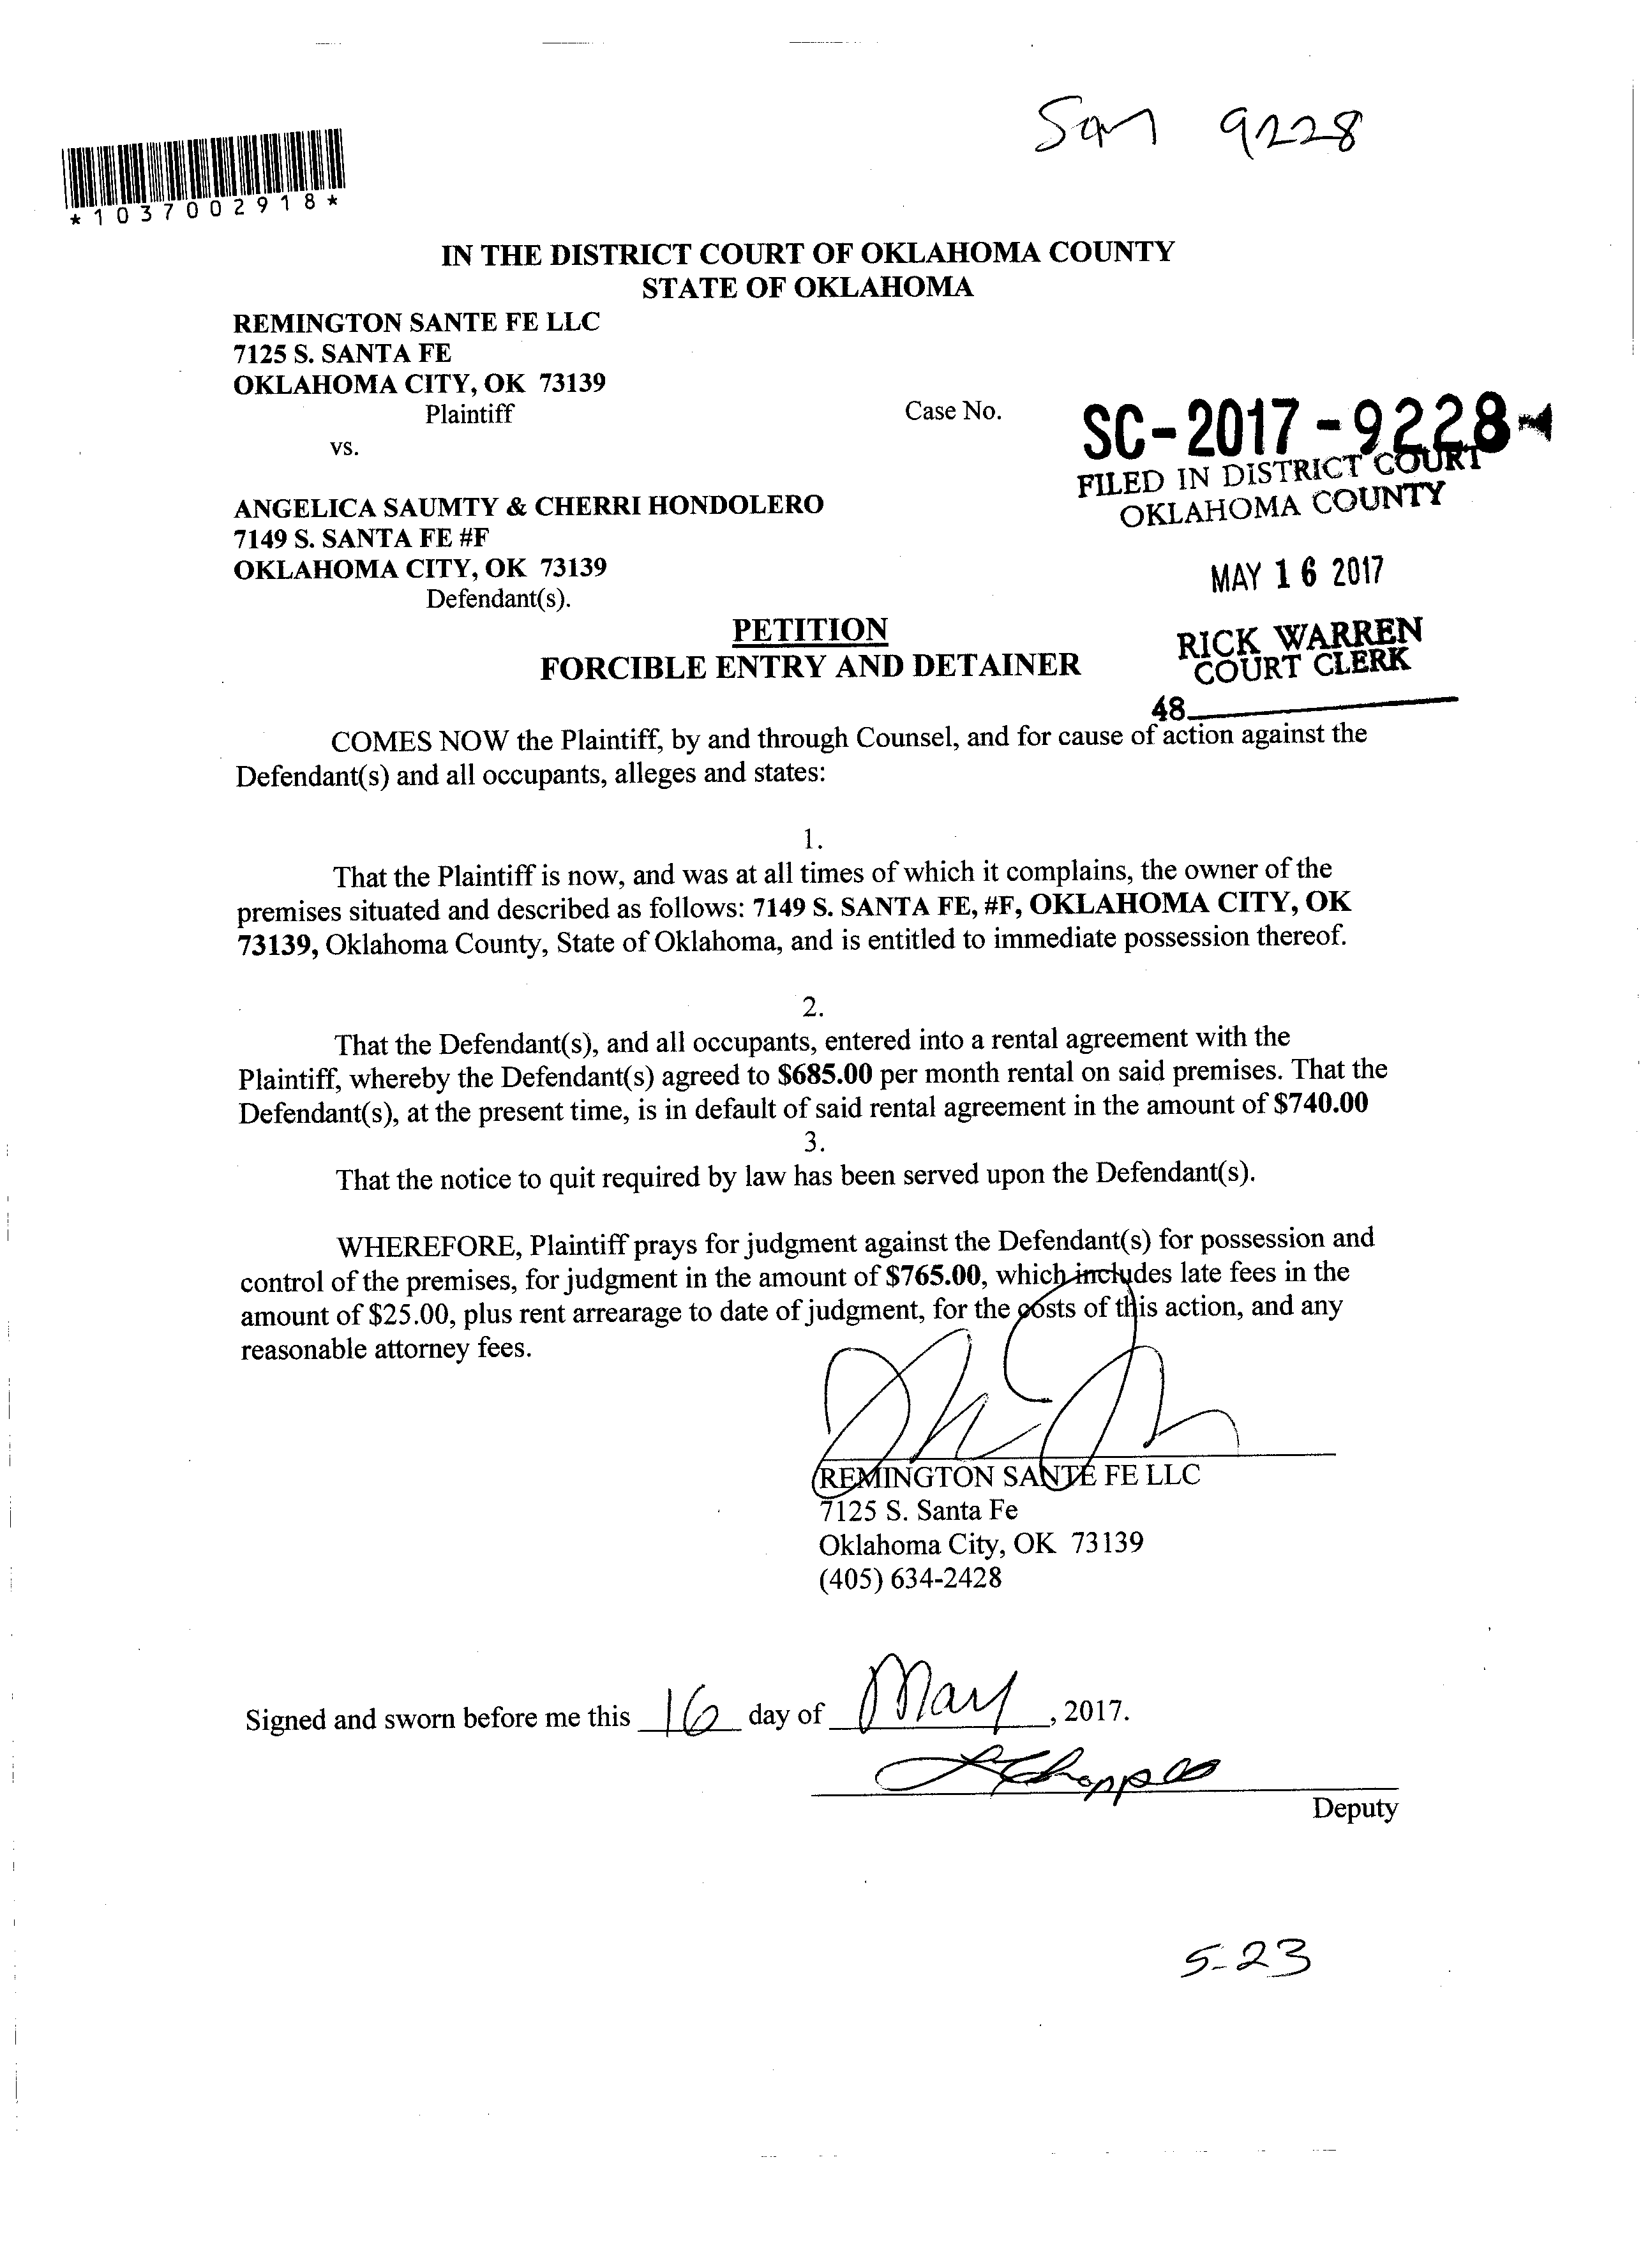 9228
*1037002918*
IN THE DISTRICT COURT OF OKLAHOMA COUNTY
STATE OF OKLAHOMA
REMINGTON SANTE FE LLC
7125 S. SANTA FE
OKLAHOMA CITY, OK 73139
Plaintiff
Case No.
SC-2017-9228
vs.
FILED IN DISTRICT COURT
OKLAHOMA COUNTY
ANGELICA SAUMTY & CHERRI HONDOLERO
7149 S. SANTA FE #F
OKLAHOMA CITY, OK 73139
Defendant(s).
MAY 16 2017
RICK WARREN
COURT CLERK
48
PETITION
FORCIBLE ENTRY AND DETAINER
COMES NOW the Plaintiff, by and through Counsel, and for cause of action against the
Defendant(s) and all occupants, alleges and states:
1.
That the Plaintiff is now, and was at all times of which it complains, the owner of the
premises situated and described as follows: 7149 S. SANTA FE, #F, OKLAHOMA CITY, OK
73139, Oklahoma County, State of Oklahoma, and is entitled to immediate possession thereof.
2.
That the Defendant(s), and all occupants, entered into a rental agreement with the
Plaintiff, whereby the Defendant(s) agreed to $685.00 per month rental on said premises. That the
Defendant(s), at the present time, is in default of said rental agreement in the amount of $740.00
3.
That the notice to quit required by law has been served upon the Defendant(s).
WHEREFORE, Plaintiff prays for judgment against the Defendant(s) for possession and
control of the premises, for judgment in the amount of $765.00, which includes late fees in the
amount of $25.00, plus rent arrearage to date of judgment, for the costs of this action, and any
reasonable attorney fees.
REMINGTON SANTE FE LLC
7125 S. Santa Fe
Oklahoma City, OK 73139
(405) 634-2428
Signed and sworn before me this 16 day of May, 2017.
Deputy
5-23